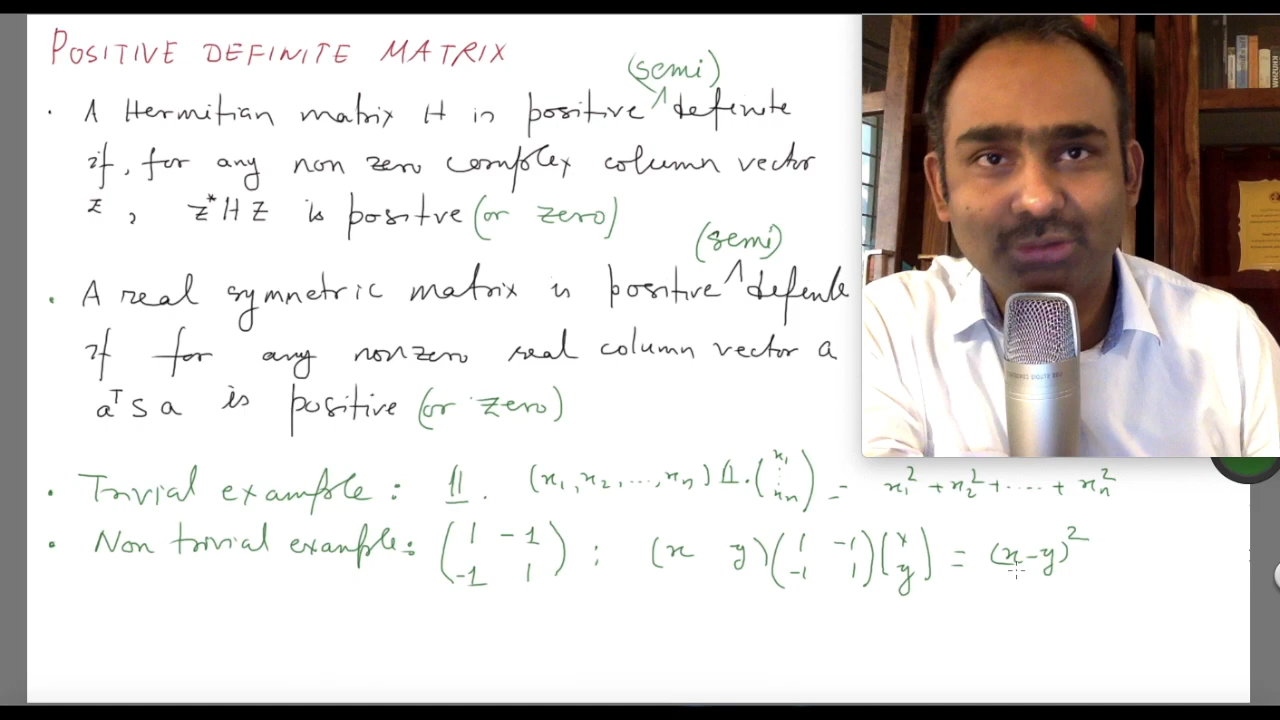 POSITIVE DEFINITE MATRIX
(semi)
· A Hermitian matrix H is positive ^ definite
if, for any non zero complex column vector
z, z*Hz is positive (or zero)
(semi)
· A real symmetric matrix is positive ^ definite
if for any nonzero real column vector a
aᵀSa is positive (or zero)
· Trivial example: 𝟙. (x₁, x₂, ..., xₙ) 𝟙. (x₁ ⋮ xₙ) = x₁² + x₂² + ..... + xₙ²
· Non trivial example: (1 -1 -1 1) ; (x y)(1 -1 -1 1)(x y) = (x-y)²